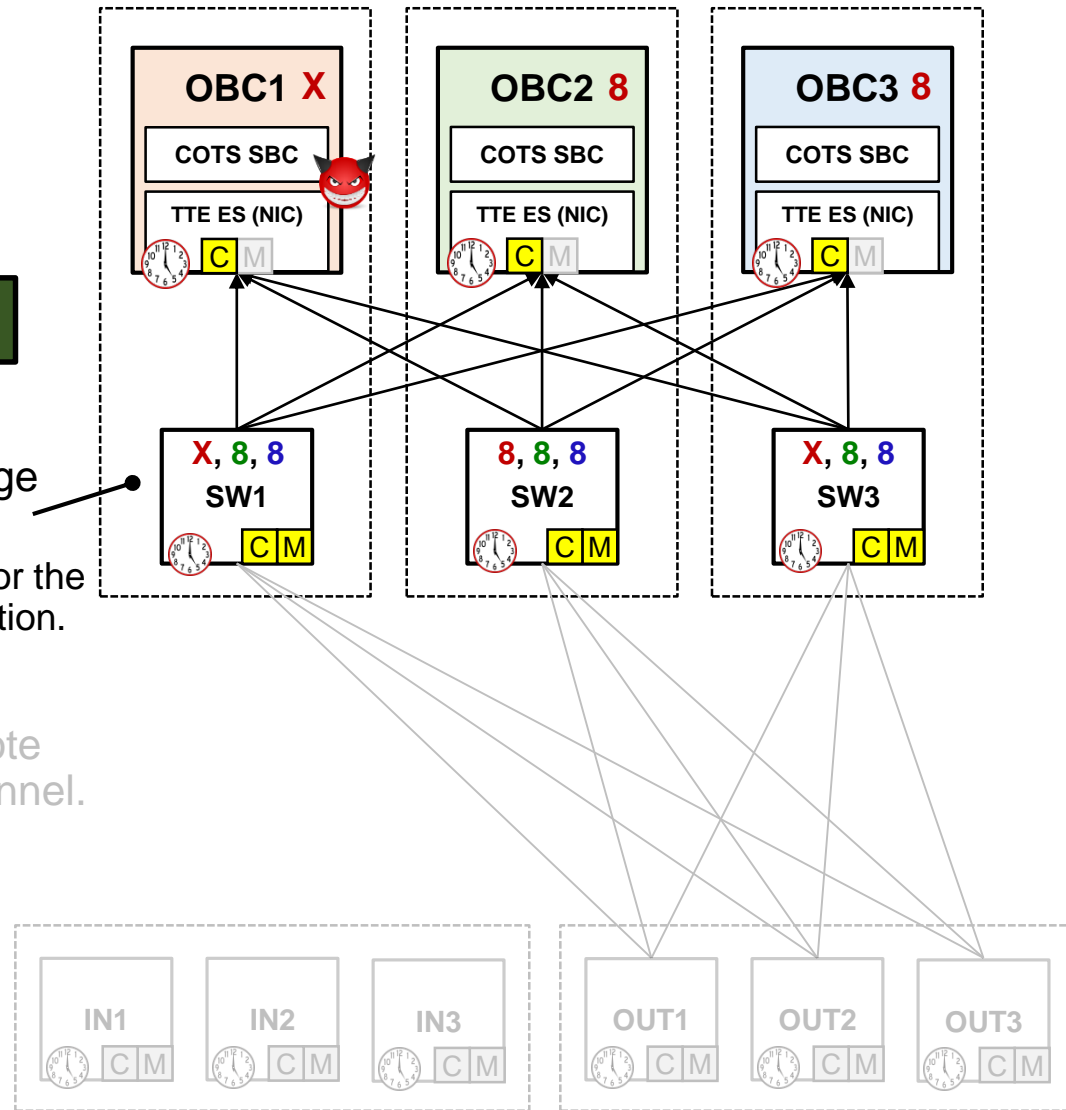 OBC1 X
COTS SBC
TTE ES (NIC)
C M
OBC2 8
COTS SBC
TTE ES (NIC)
C M
OBC3 8
COTS SBC
TTE ES (NIC)
C M
X, 8, 8
SW1
C M
8, 8, 8
SW2
C M
X, 8, 8
SW3
C M
ge
or the
tion.
ote
nnel.
IN1
C M
IN2
C M
IN3
C M
OUT1
C M
OUT2
C M
OUT3
C M